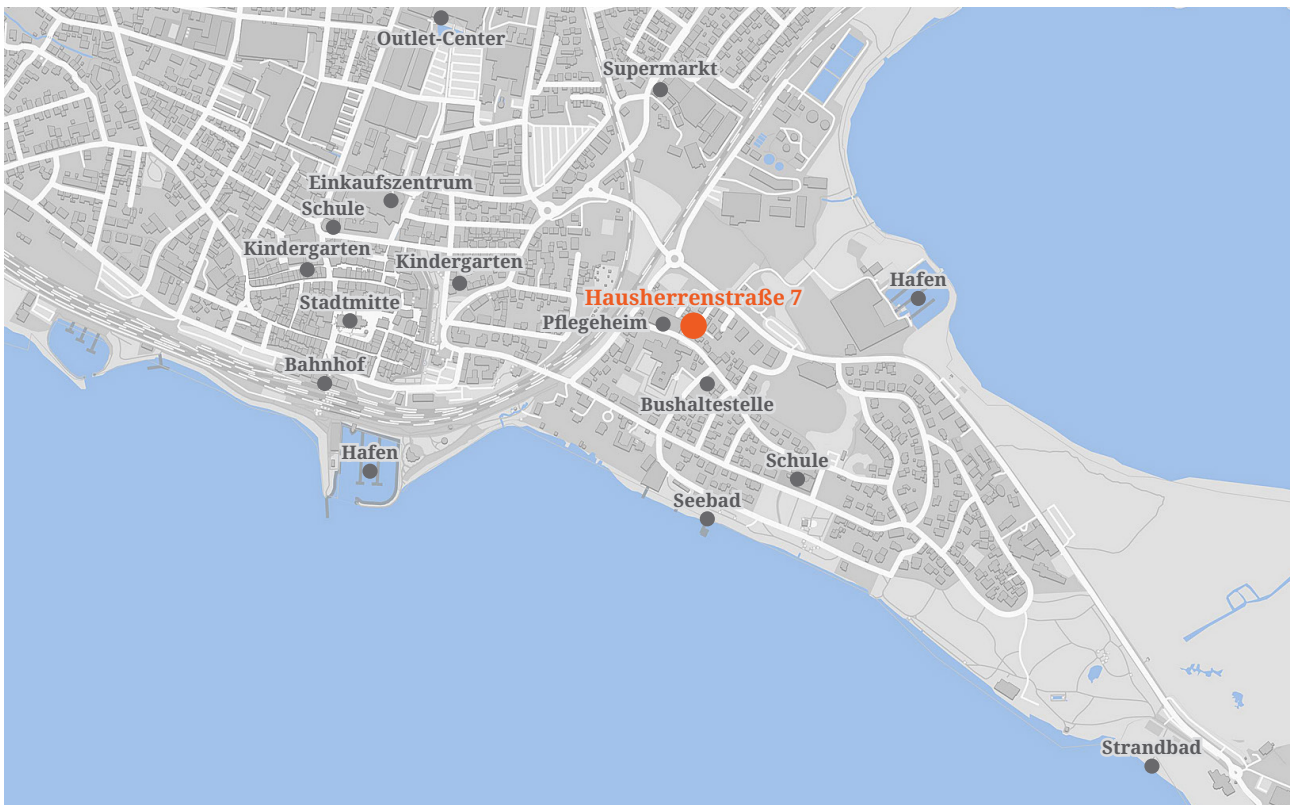 Outlet-Center
Supermarkt
Einkaufszentrum
Schule
Kindergarten
Kindergarten
Hafen
Hausherrenstraße 7
Stadtmitte
Pflegeheim
Bahnhof
Bushaltestelle
Hafen
Schule
Seebad
Strandbad